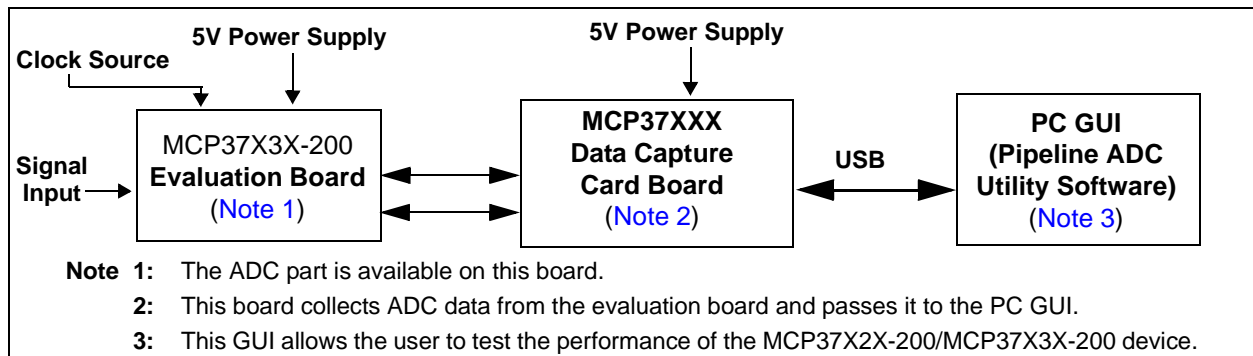 5V Power Supply
5V Power Supply
Clock Source
Signal
Input
MCP37X3X-200
Evaluation Board
(Note 1)
MCP37XXX
Data Capture
Card Board
(Note 2)
USB
PC GUI
(Pipeline ADC
Utility Software)
(Note 3)
Note 1: The ADC part is available on this board.
2: This board collects ADC data from the evaluation board and passes it to the PC GUI.
3: This GUI allows the user to test the performance of the MCP37X2X-200/MCP37X3X-200 device.